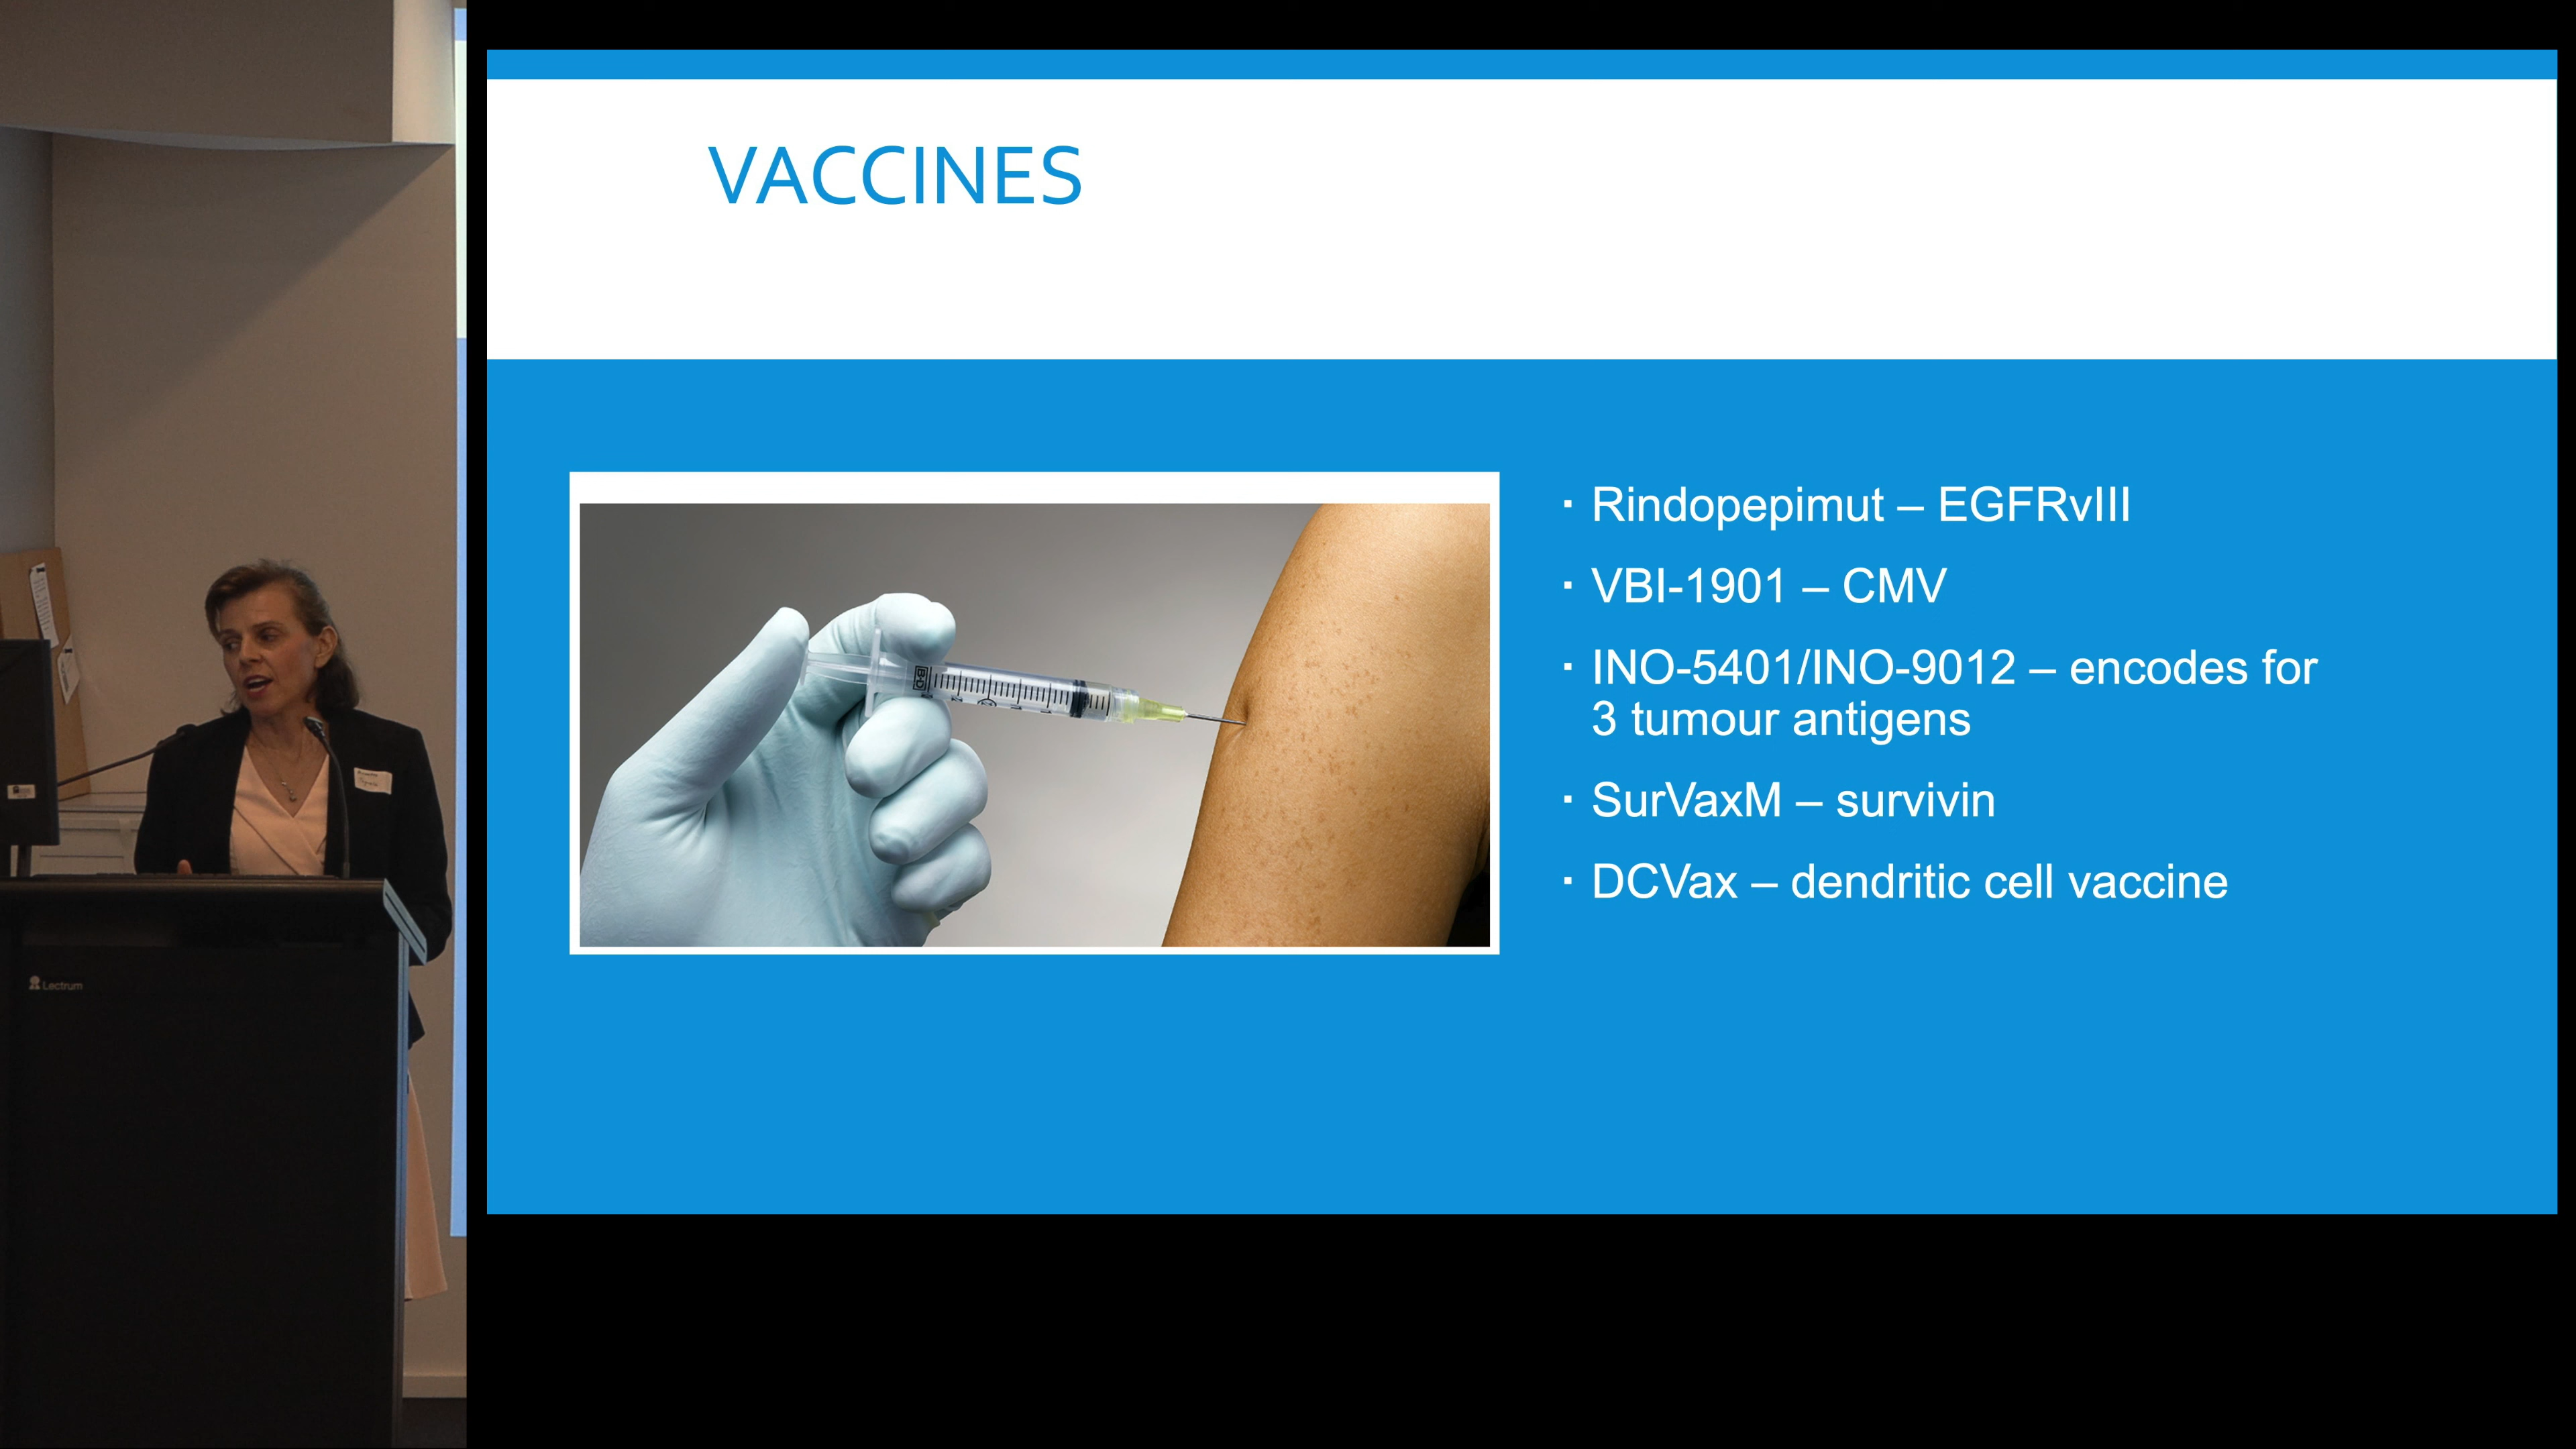 VACCINES
▪ Rindopepimut – EGFRvIII
▪ VBI-1901 – CMV
▪ INO-5401/INO-9012 – encodes for
3 tumour antigens
▪ SurVaxM – survivin
▪ DCVax – dendritic cell vaccine
B-D
Lectrum